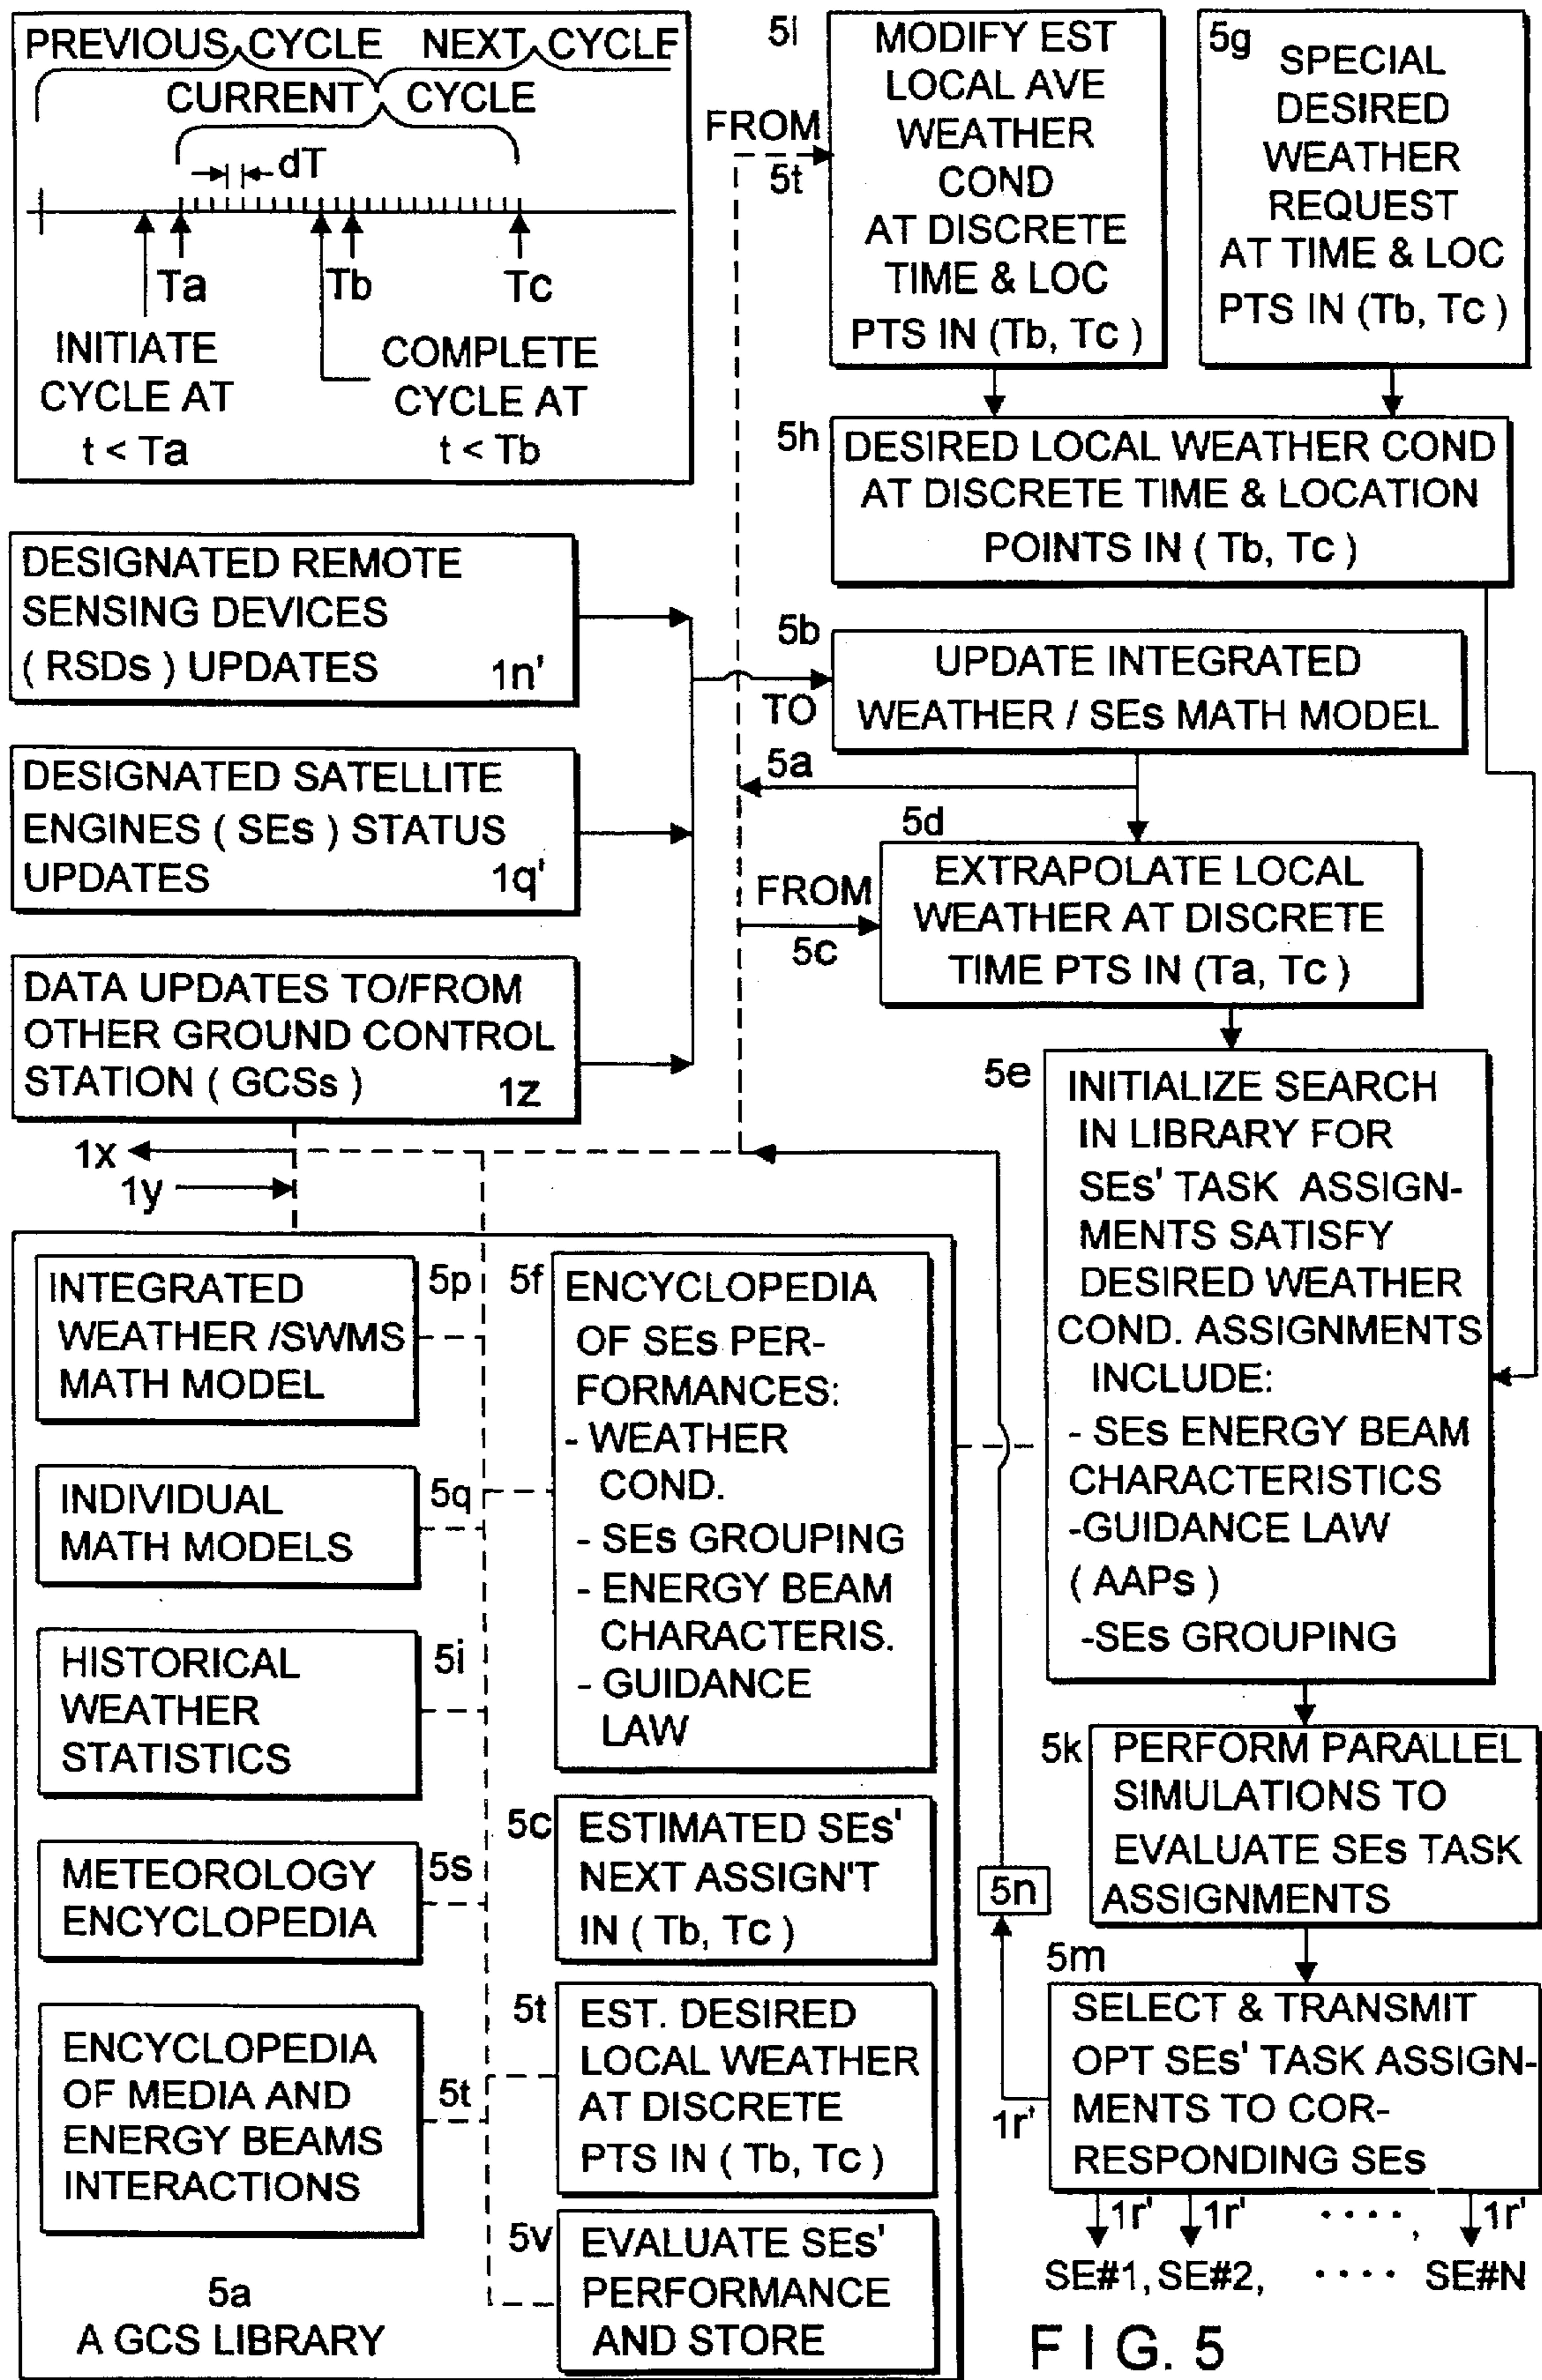 PREVIOUS CYCLE NEXT CYCLE
CURRENT CYCLE
dT
Ta
Tb
Tc
INITIATE
CYCLE AT
t < Ta
COMPLETE
CYCLE AT
t < Tb
5l
MODIFY EST
LOCAL AVE
WEATHER
COND
AT DISCRETE
TIME & LOC
PTS IN (Tb, Tc )
FROM
5t
5g
SPECIAL
DESIRED
WEATHER
REQUEST
AT TIME & LOC
PTS IN (Tb, Tc )
5h
DESIRED LOCAL WEATHER COND
AT DISCRETE TIME & LOCATION
POINTS IN ( Tb, Tc )
DESIGNATED REMOTE
SENSING DEVICES
( RSDs ) UPDATES
1n'
DESIGNATED SATELLITE
ENGINES ( SEs ) STATUS
UPDATES
1q'
DATA UPDATES TO/FROM
OTHER GROUND CONTROL
STATION ( GCSs )
1z
5b
UPDATE INTEGRATED
WEATHER / SEs MATH MODEL
TO
5a
5d
EXTRAPOLATE LOCAL
WEATHER AT DISCRETE
TIME PTS IN (Ta, Tc )
FROM
5c
5e
INITIALIZE SEARCH
IN LIBRARY FOR
SEs' TASK ASSIGN-
MENTS SATISFY
DESIRED WEATHER
COND. ASSIGNMENTS
INCLUDE:
- SEs ENERGY BEAM
CHARACTERISTICS
-GUIDANCE LAW
( AAPs )
-SEs GROUPING
1x
1y
INTEGRATED
WEATHER /SWMS
MATH MODEL
5p
INDIVIDUAL
MATH MODELS
5q
HISTORICAL
WEATHER
STATISTICS
5i
METEOROLOGY
ENCYCLOPEDIA
5s
ENCYCLOPEDIA
OF MEDIA AND
ENERGY BEAMS
INTERACTIONS
5t
5f
ENCYCLOPEDIA
OF SEs PER-
FORMANCES:
- WEATHER
COND.
- SEs GROUPING
- ENERGY BEAM
CHARACTERIS.
- GUIDANCE
LAW
5c
ESTIMATED SEs'
NEXT ASSIGN'T
IN ( Tb, Tc )
5t
EST. DESIRED
LOCAL WEATHER
AT DISCRETE
PTS IN ( Tb, Tc )
5v
EVALUATE SEs'
PERFORMANCE
AND STORE
5a
A GCS LIBRARY
5k
PERFORM PARALLEL
SIMULATIONS TO
EVALUATE SEs TASK
ASSIGNMENTS
5n
5m
SELECT & TRANSMIT
OPT SEs' TASK ASSIGN-
MENTS TO COR-
RESPONDING SEs
1r'
1r' 1r' ...., 1r'
SE#1, SE#2, .... SE#N
FIG. 5